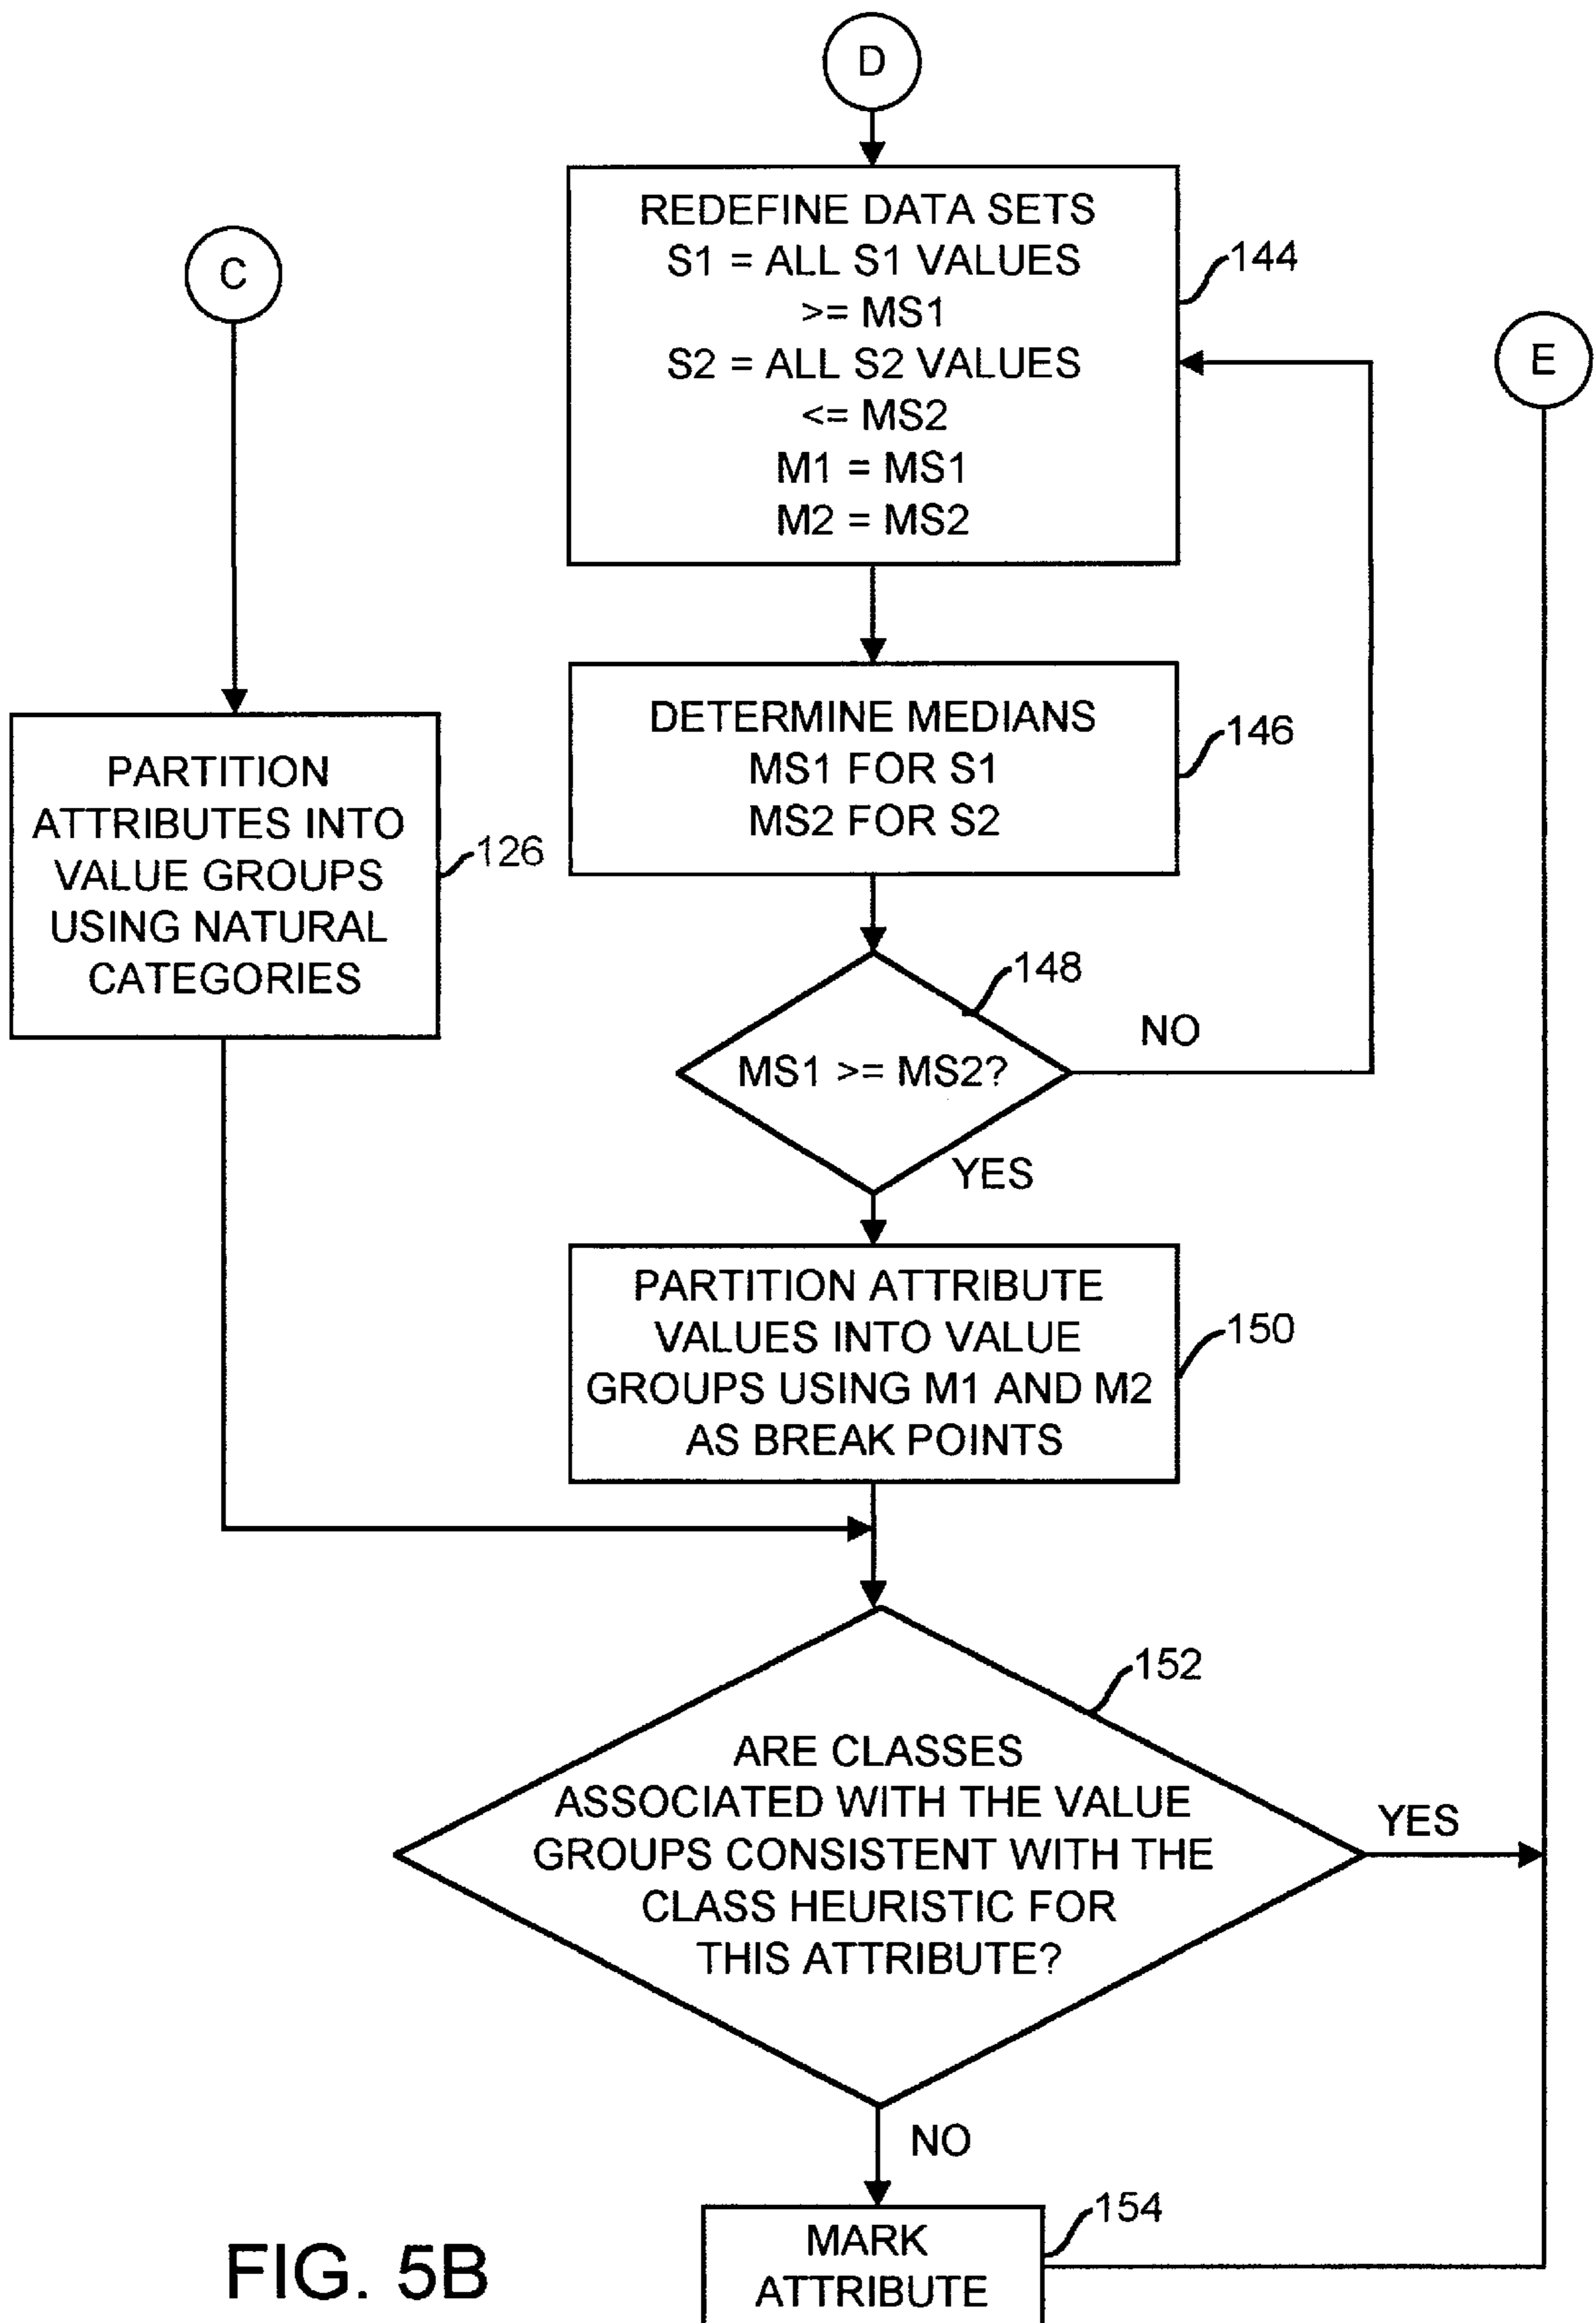 D
REDEFINE DATA SETS
S1 = ALL S1 VALUES
>= MS1
S2 = ALL S2 VALUES
<= MS2
M1 = MS1
M2 = MS2
144
C
E
DETERMINE MEDIANS
MS1 FOR S1
MS2 FOR S2
146
PARTITION
ATTRIBUTES INTO
VALUE GROUPS
USING NATURAL
CATEGORIES
126
148
MS1 >= MS2?
NO
YES
PARTITION ATTRIBUTE
VALUES INTO VALUE
GROUPS USING M1 AND M2
AS BREAK POINTS
150
152
ARE CLASSES
ASSOCIATED WITH THE VALUE
GROUPS CONSISTENT WITH THE
CLASS HEURISTIC FOR
THIS ATTRIBUTE?
YES
NO
154
MARK
ATTRIBUTE
FIG. 5B